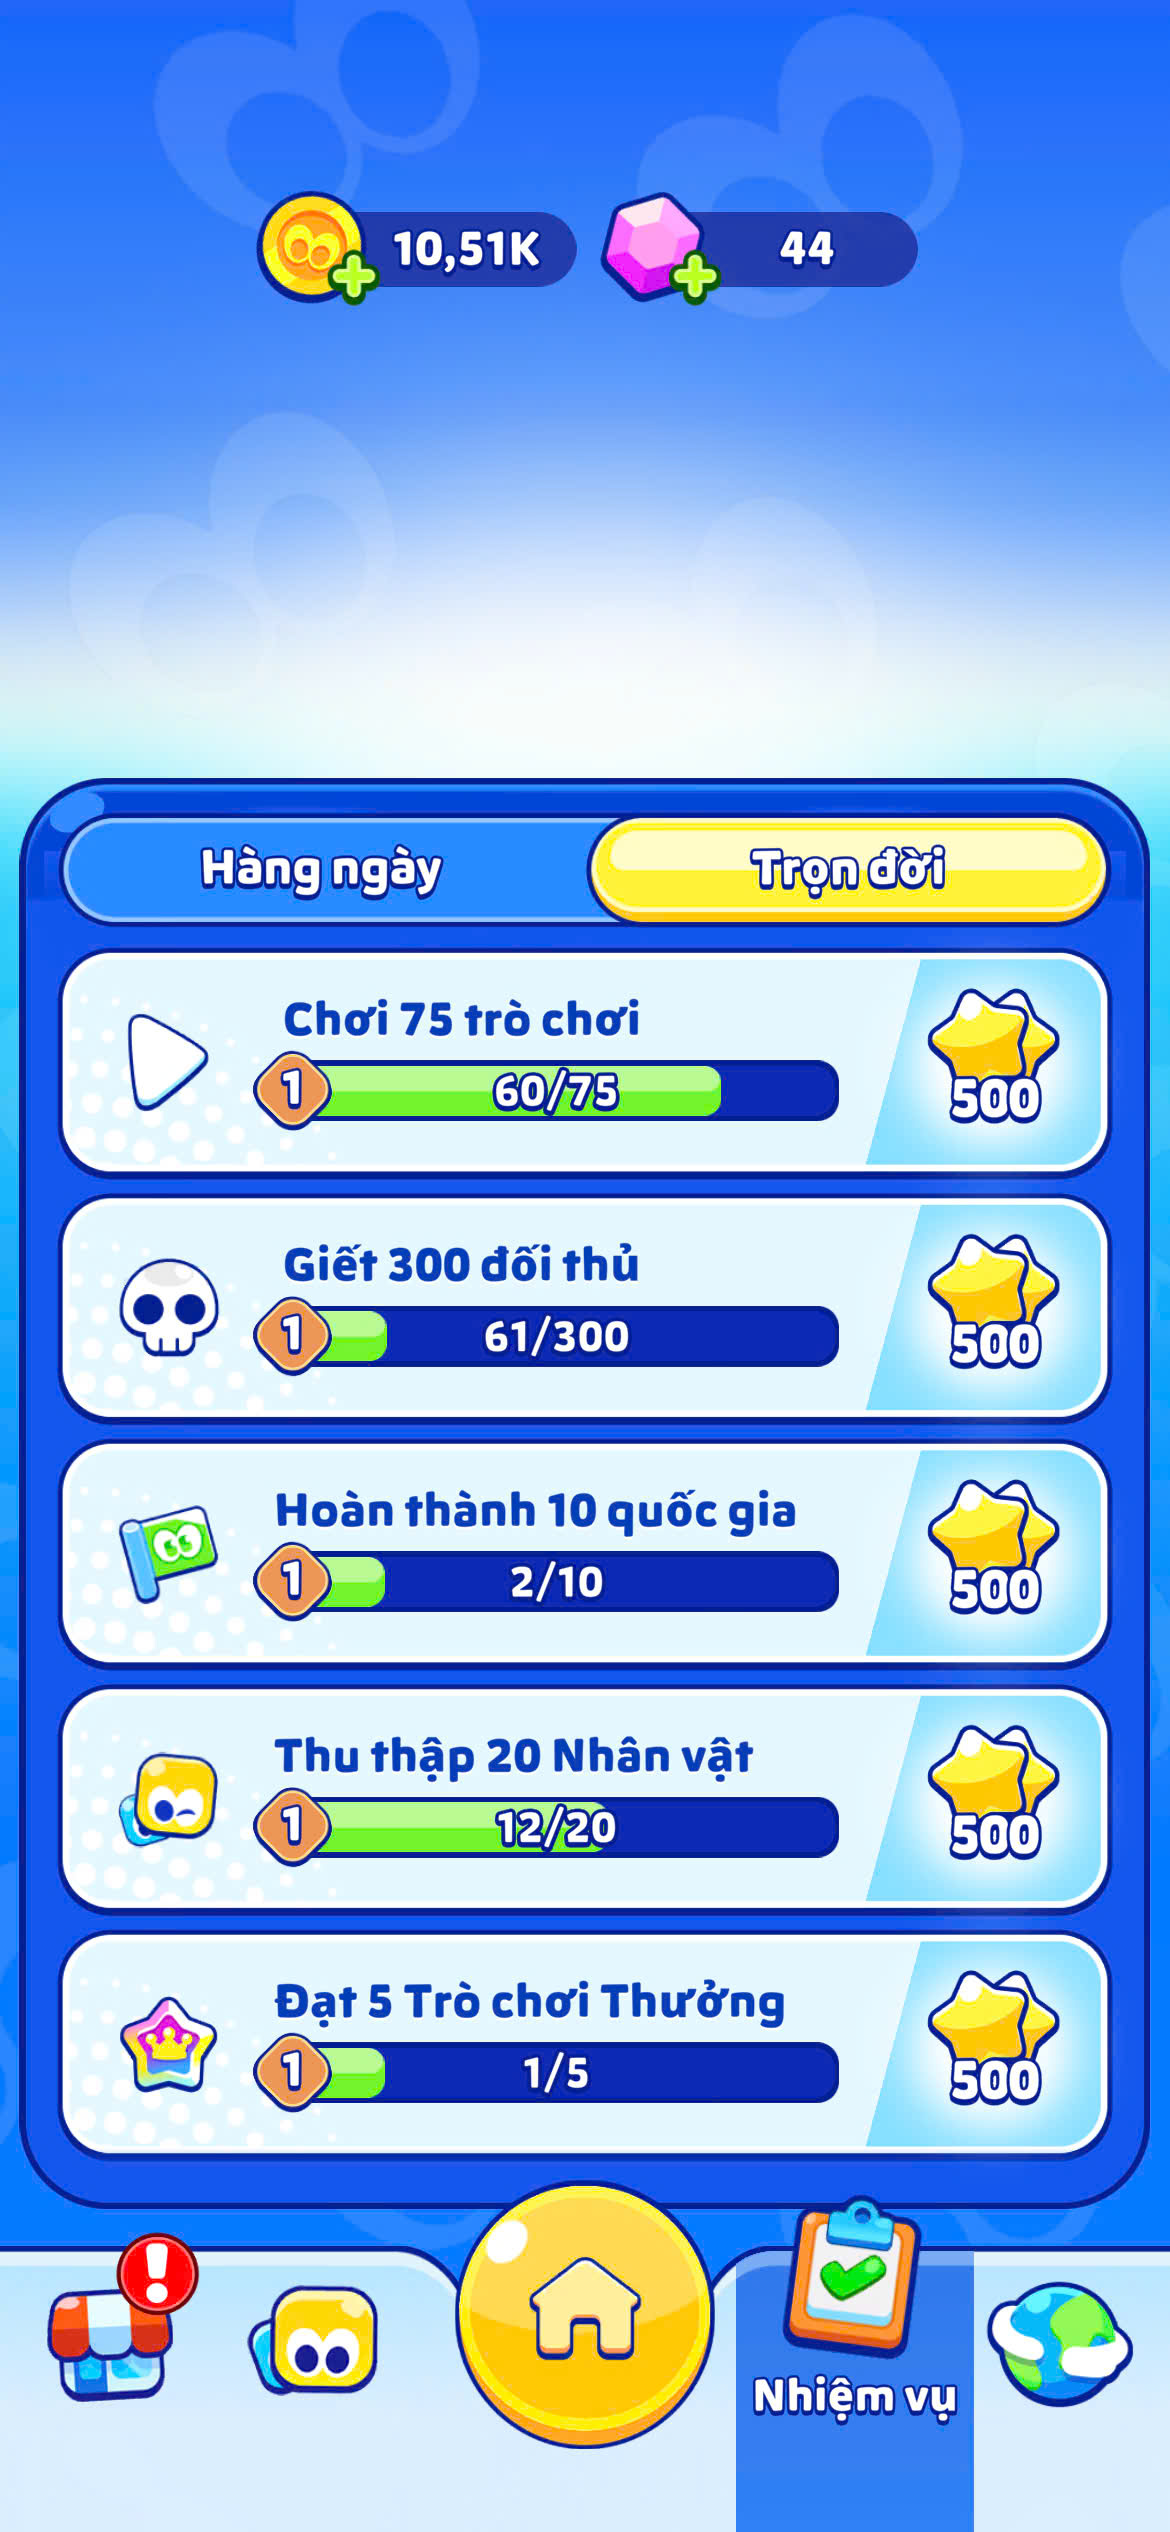 10,51K
44
Hàng ngày
Trọn đời
Chơi 75 trò chơi
1
60/75
500
Giết 300 đối thủ
1
61/300
500
Hoàn thành 10 quốc gia
1
2/10
500
Thu thập 20 Nhân vật
1
12/20
500
Đạt 5 Trò chơi Thưởng
1
1/5
500
!
Nhiệm vụ